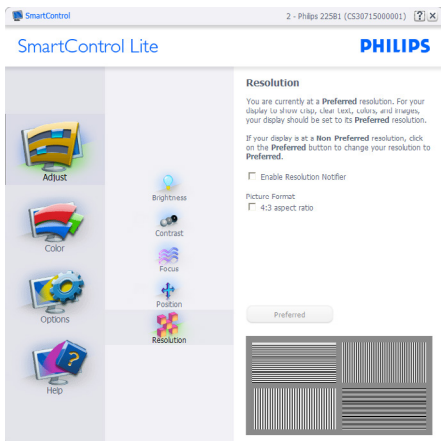 SmartControl
2 - Philips 225B1 (CS30715000001)
SmartControl Lite
PHILIPS
Adjust
Color
Options
Help
Brightness
Contrast
Focus
Position
Resolution
Resolution
You are currently at a Preferred resolution. For your
display to show crisp, clear text, colors, and images,
your display should be set to its Preferred resolution.
If your display is at a Non Preferred resolution, click
on the Preferred button to change your resolution to
Preferred.
Enable Resolution Notifier
Picture Format
4:3 aspect ratio
Preferred